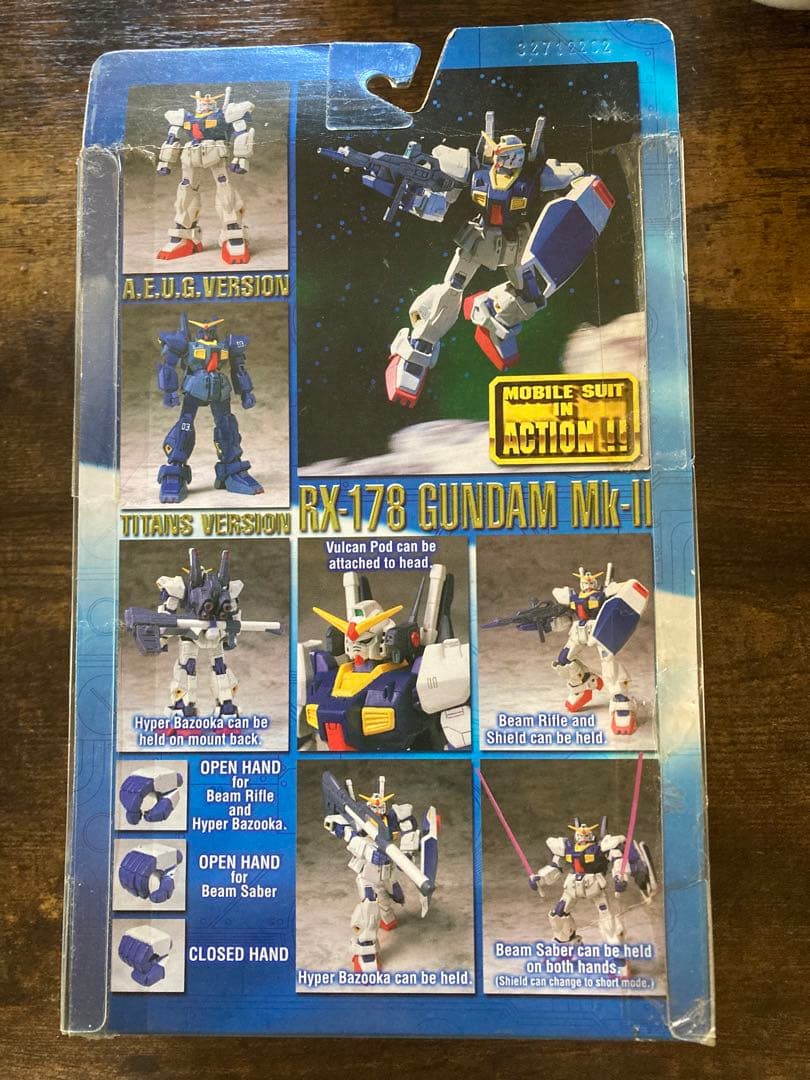 32712202
A.E.U.G. VERSION
MOBILE SUIT
IN
ACTION!!
03
03
TITANS VERSION
RX-178 GUNDAM Mk-II
Hyper Bazooka can be
held on mount back.
Vulcan Pod can be
attached to head.
Beam Rifle and
Shield can be held.
OPEN HAND
for
Beam Rifle
and
Hyper Bazooka.
OPEN HAND
for
Beam Saber
CLOSED HAND
Hyper Bazooka can be held.
Beam Saber can be held
on both hands.
(Shield can change to short mode.)